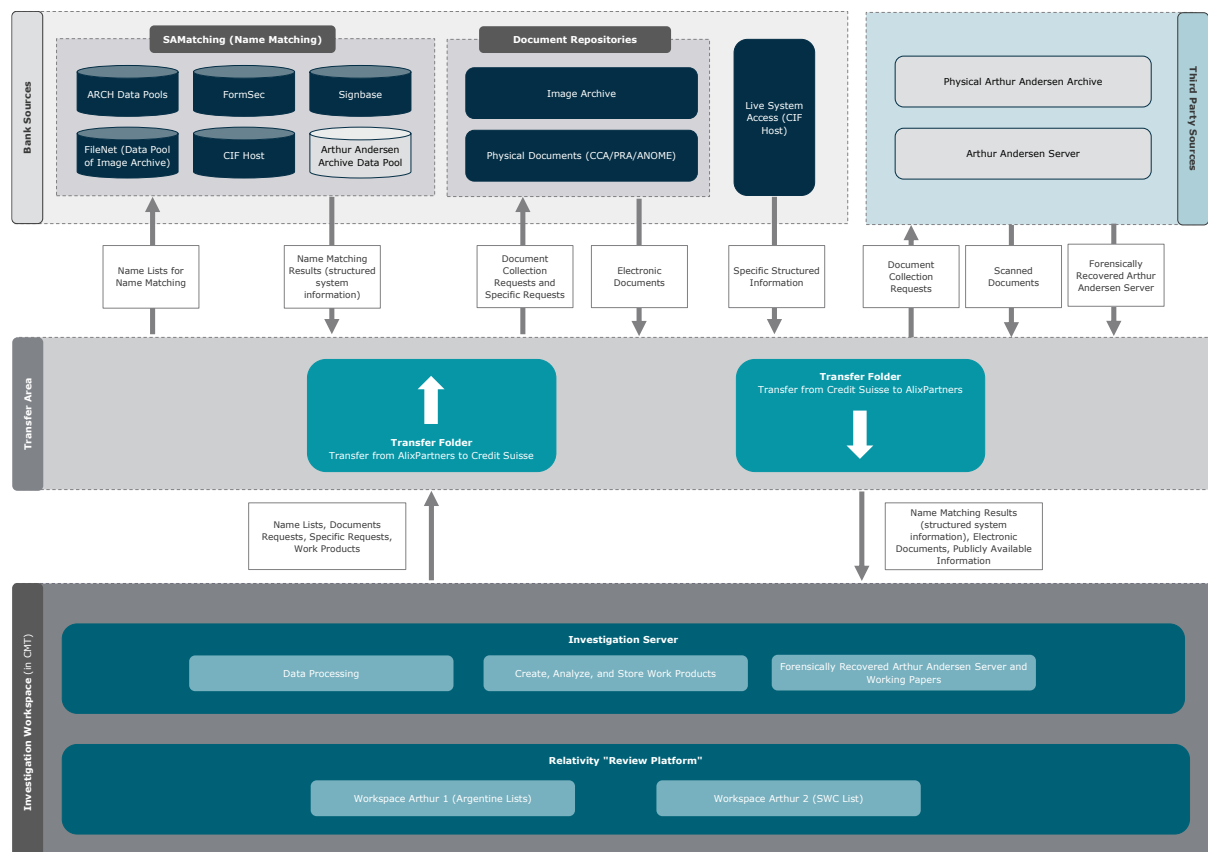 Bank Sources
SAMatching (Name Matching)
ARCH Data Pools
FormSec
Signbase
FileNet (Data Pool
of Image Archive)
CIF Host
Arthur Andersen
Archive Data Pool
Document Repositories
Image Archive
Physical Documents (CCA/PRA/ANOME)
Live System
Access (CIF
Host)
Third Party Sources
Physical Arthur Andersen Archive
Arthur Andersen Server
Name Lists for
Name Matching
Name Matching
Results (structured
system
information)
Document
Collection
Requests and
Specific Requests
Electronic
Documents
Specific Structured
Information
Document
Collection
Requests
Scanned
Documents
Forensically
Recovered Arthur
Andersen Server
Transfer Area
Transfer Folder
Transfer from AlixPartners to Credit Suisse
Transfer Folder
Transfer from Credit Suisse to AlixPartners
Name Lists, Documents
Requests, Specific Requests,
Work Products
Name Matching Results
(structured system
information), Electronic
Documents, Publicly Available
Information
Investigation Workspace (in CMT)
Investigation Server
Data Processing
Create, Analyze, and Store Work Products
Forensically Recovered Arthur Andersen Server and
Working Papers
Relativity "Review Platform"
Workspace Arthur 1 (Argentine Lists)
Workspace Arthur 2 (SWC List)